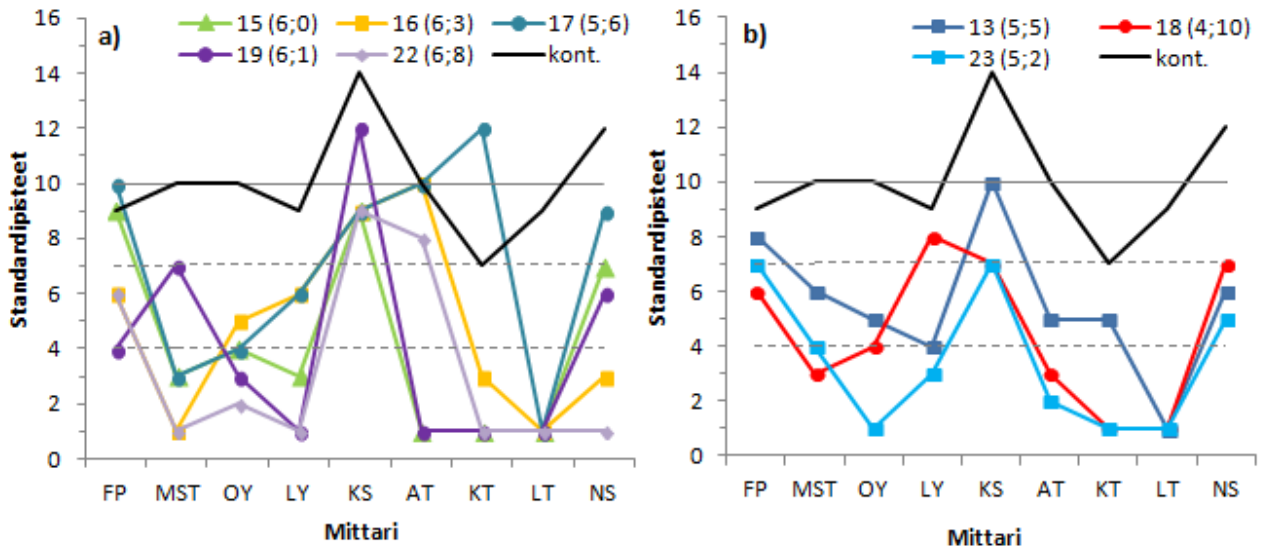 a)
15 (6;0) 16 (6;3) 17 (5;6)
19 (6;1) 22 (6;8) kont.
Standardipisteet
16
14
12
10
8
6
4
2
0
FP MST OY LY KS AT KT LT NS
Mittari
b)
13 (5;5) 18 (4;10)
23 (5;2) kont.
Standardipisteet
16
14
12
10
8
6
4
2
0
FP MST OY LY KS AT KT LT NS
Mittari